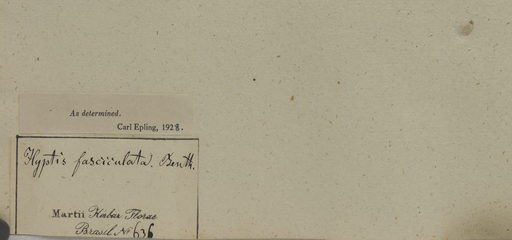 As determined.
Carl Epling, 1928.
Hyptis fasciculata. Benth.
Martii Herbar. Florae
Brasil No 636